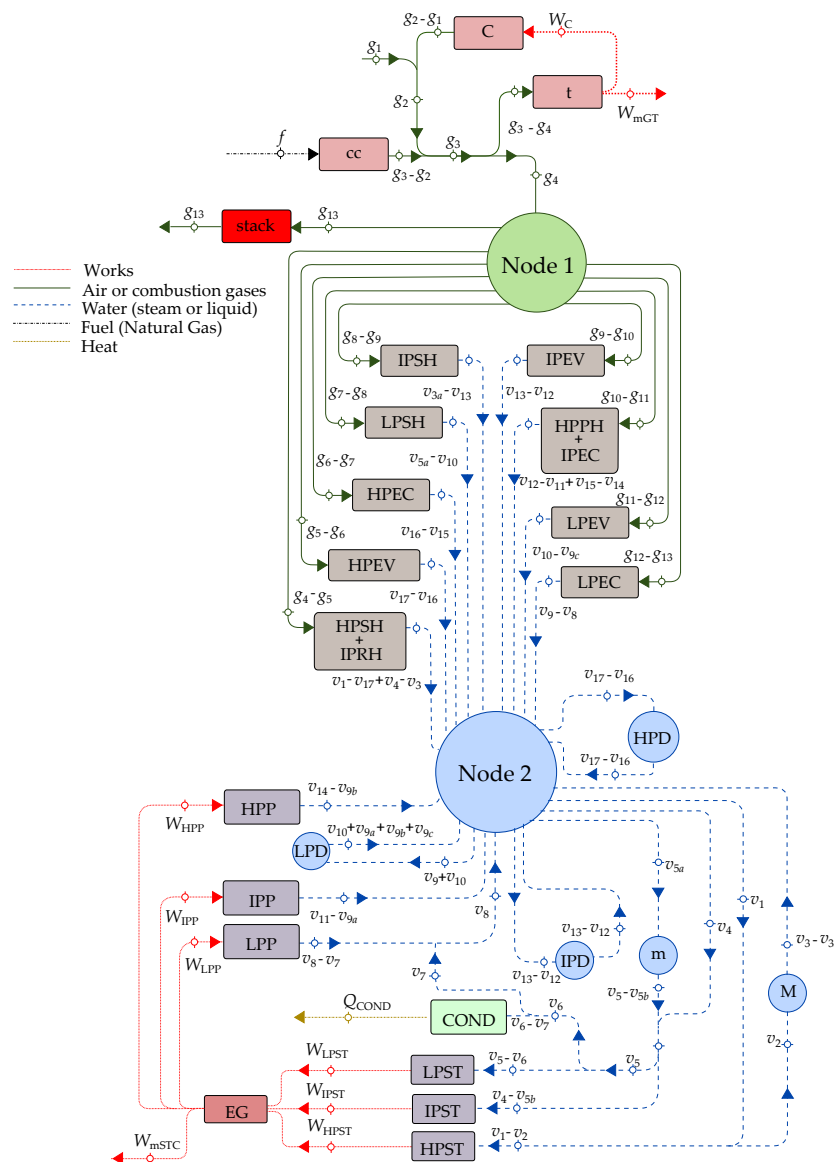 g2-g1
C
WC
g1
g2
t
WmGT
g3-g4
f
cc
g3
g3-g2
g4
g13
stack
g13
Node 1
Works
Air or combustion gases
Water (steam or liquid)
Fuel (Natural Gas)
Heat
g8-g9
IPSH
v3a-v13
g9-g10
IPEV
v13-v12
g7-g8
LPSH
v5a-v10
g10-g11
HPPH
+
IPEC
v12-v11+v15-v14
g6-g7
HPEC
v16-v15
g11-g12
LPEV
v10-v9c
g5-g6
HPEV
v17-v16
g12-g13
LPEC
v9-v8
g4-g5
HPSH
+
IPRH
v1-v17+v4-v3
v17-v16
HPD
v17-v16
Node 2
HPP
v14-v9b
WHPP
LPD
v10+v9a+v9b+v9c
v9+v10
v5a
v1
IPP
v11-v9a
WIPP
v8
v4
LPP
v8-v7
WLPP
v13-v12
IPD
v13-v12
m
v3-v3
v7
M
v5-v5b
QCOND
COND
v6-v7
v6
v2
WLPST
LPST
v5-v6
v5
WIPST
IPST
v4-v5b
EG
WHPST
HPST
v1-v2
WmSTC